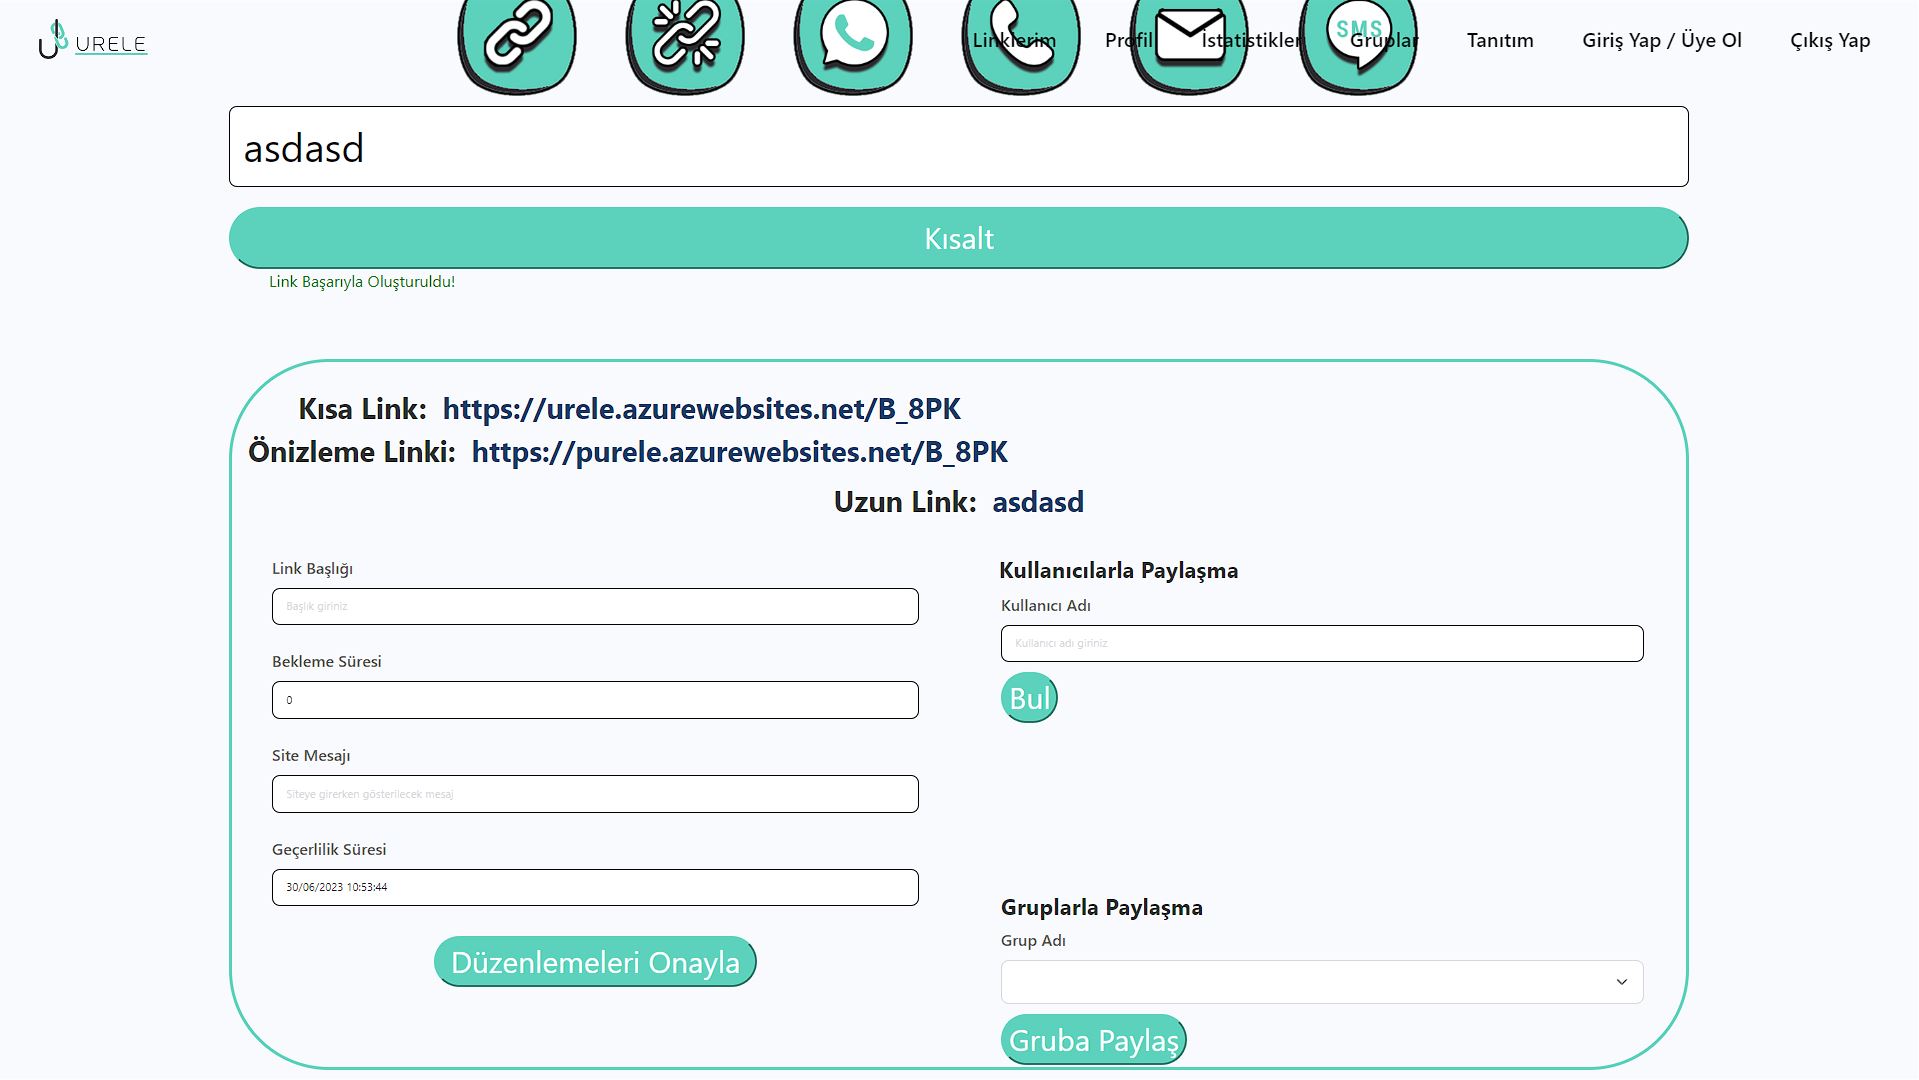 URELE
Linklerim Profil İstatistikler Gruplar Tanıtım Giriş Yap / Üye Ol Çıkış Yap
SMS
asdasd
Kısalt
Link Başarıyla Oluşturuldu!
Kısa Link: https://urele.azurewebsites.net/B_8PK
Önizleme Linki: https://purele.azurewebsites.net/B_8PK
Uzun Link: asdasd
Link Başlığı
Başlık giriniz
Bekleme Süresi
0
Site Mesajı
Siteye girerken gösterilecek mesaj
Geçerlilik Süresi
30/06/2023 10:53:44
Düzenlemeleri Onayla
Kullanıcılarla Paylaşma
Kullanıcı Adı
Kullanıcı adı giriniz
Bul
Gruplarla Paylaşma
Grup Adı
Gruba Paylaş